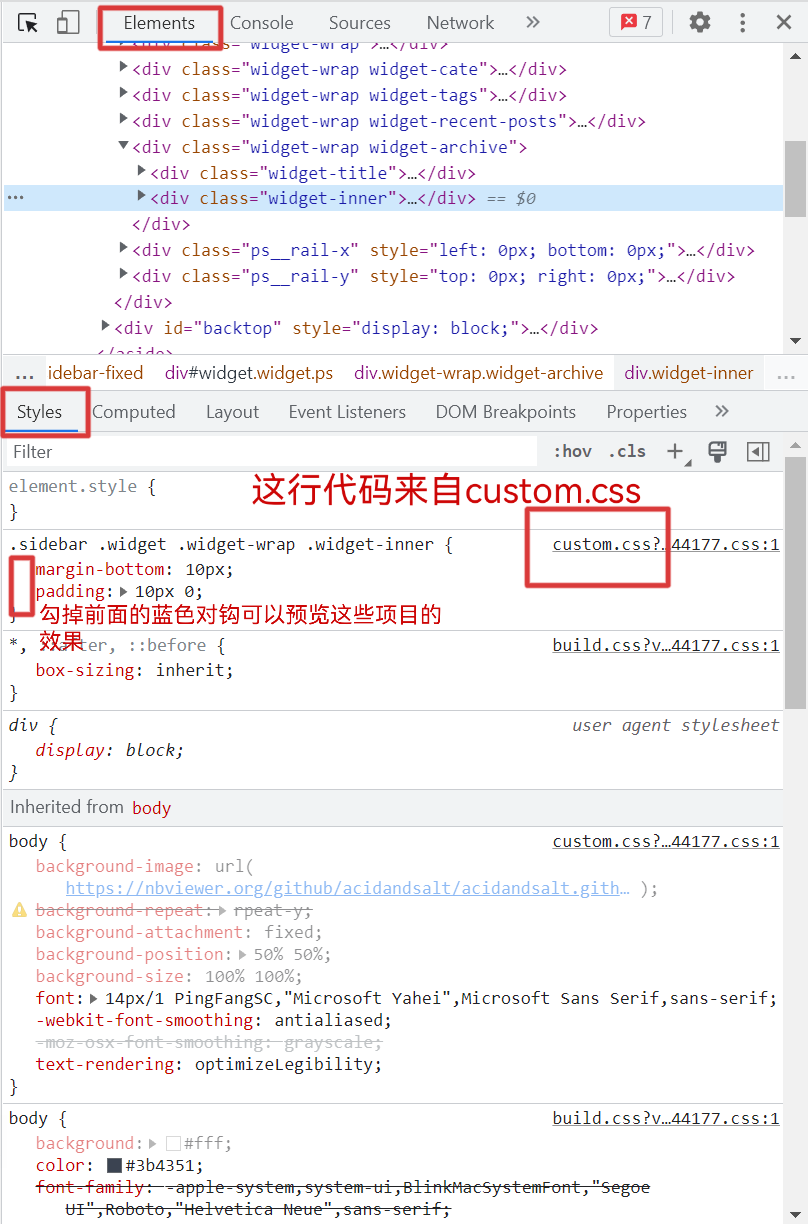 Elements Console Sources Network » 7
<div class="widget-wrap">…</div>
▶<div class="widget-wrap widget-cate">…</div>
▶<div class="widget-wrap widget-tags">…</div>
▶<div class="widget-wrap widget-recent-posts">…</div>
▼<div class="widget-wrap widget-archive">
▶<div class="widget-title">…</div>
… ▶<div class="widget-inner">…</div> == $0
</div>
▶<div class="ps__rail-x" style="left: 0px; bottom: 0px;">…</div>
▶<div class="ps__rail-y" style="top: 0px; right: 0px;">…</div>
</div>
▶<div id="backtop" style="display: block;">…</div>
</aside>
… idebar-fixed div#widget.widget.ps div.widget-wrap.widget-archive div.widget-inner …
Styles Computed Layout Event Listeners DOM Breakpoints Properties »
Filter :hov .cls +
element.style {
}
这行代码来自custom.css
.sidebar .widget .widget-wrap .widget-inner { custom.css?…44177.css:1
margin-bottom: 10px;
padding:▶10px 0;
}
勾掉前面的蓝色对钩可以预览这些项目的
效果
*, ::after, ::before { build.css?v…44177.css:1
box-sizing: inherit;
}
div { user agent stylesheet
display: block;
}
Inherited from body
body { custom.css?…44177.css:1
background-image: url(
https://nbviewer.org/github/acidandsalt/acidandsalt.gith… );
background-repeat:▶rpeat-y;
background-attachment: fixed;
background-position:▶50% 50%;
background-size: 100% 100%;
font:▶14px/1 PingFangSC,"Microsoft Yahei",Microsoft Sans Serif,sans-serif;
-webkit-font-smoothing: antialiased;
-moz-osx-font-smoothing: grayscale;
text-rendering: optimizeLegibility;
}
body { build.css?v…44177.css:1
background:▶#fff;
color: #3b4351;
font-family: -apple-system,system-ui,BlinkMacSystemFont,"Segoe
UI",Roboto,"Helvetica Neue",sans-serif;